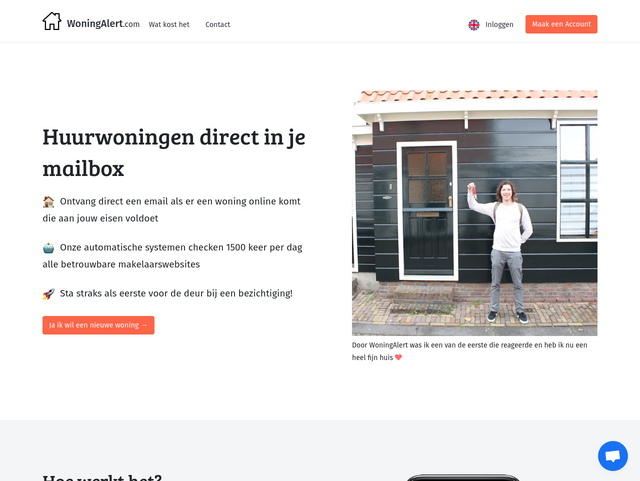 WoningAlert.com
Wat kost het
Contact
Inloggen
Maak een Account
Huurwoningen direct in je
mailbox
Ontvang direct een email als er een woning online komt
die aan jouw eisen voldoet
Onze automatische systemen checken 1500 keer per dag
alle betrouwbare makelaarswebsites
Sta straks als eerste voor de deur bij een bezichtiging!
Ja ik wil een nieuwe woning →
Door WoningAlert was ik een van de eerste die reageerde en heb ik nu een
heel fijn huis
Hoe werkt het?